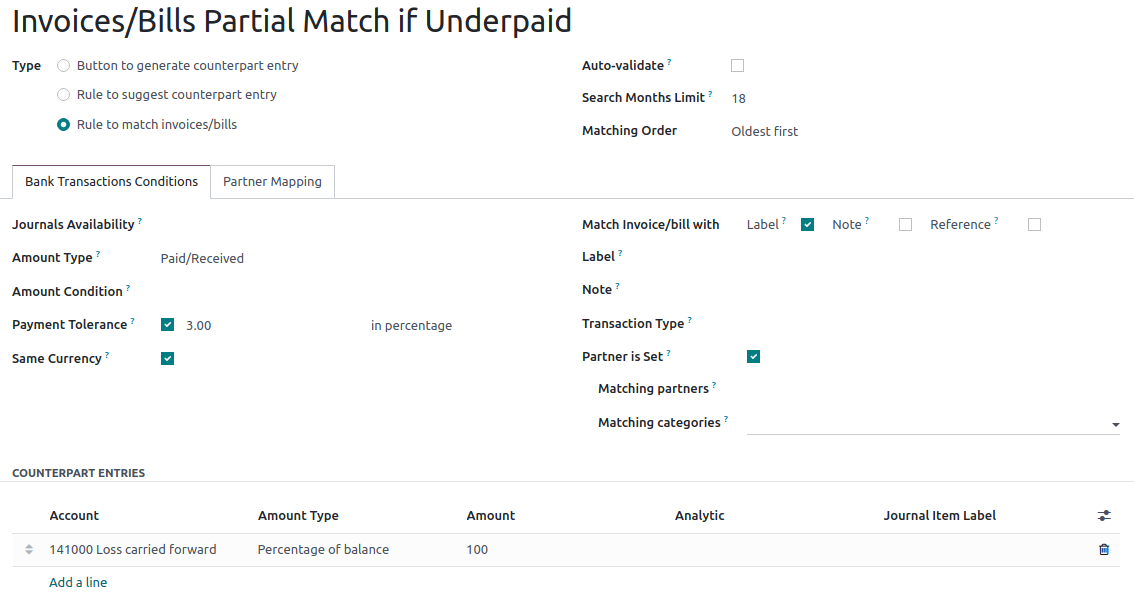 Invoices/Bills Partial Match if Underpaid
Type Button to generate counterpart entry
Rule to suggest counterpart entry
Rule to match invoices/bills
Auto-validate ?
Search Months Limit ? 18
Matching Order Oldest first
Bank Transactions Conditions Partner Mapping
Journals Availability ?
Amount Type ? Paid/Received
Amount Condition ?
Payment Tolerance ? 3.00 in percentage
Same Currency ?
Match Invoice/bill with Label ? Note ? Reference ?
Label ?
Note ?
Transaction Type ?
Partner is Set ?
Matching partners ?
Matching categories ?
COUNTERPART ENTRIES
Account Amount Type Amount Analytic Journal Item Label
141000 Loss carried forward Percentage of balance 100
Add a line